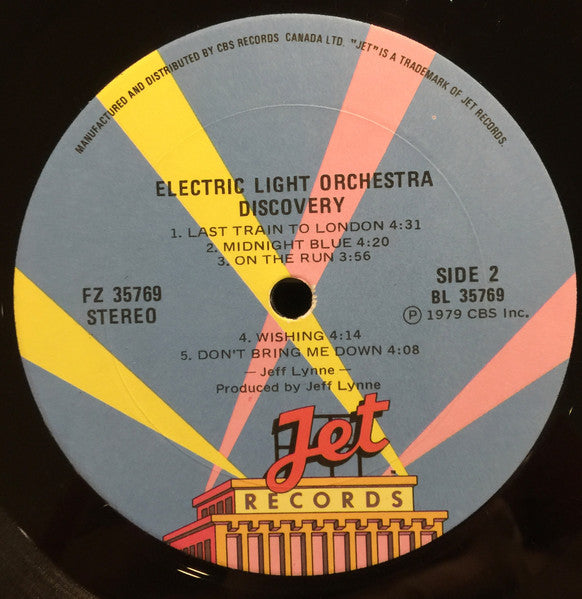 MANUFACTURED AND DISTRIBUTED BY CBS RECORDS CANADA LTD. "JET" IS A TRADEMARK OF JET RECORDS.
ELECTRIC LIGHT ORCHESTRA
DISCOVERY
1. LAST TRAIN TO LONDON 4:31
2. MIDNIGHT BLUE 4:20
3. ON THE RUN 3:56
FZ 35769
STEREO
SIDE 2
BL 35769
Ⓟ 1979 CBS Inc.
4. WISHING 4:14
5. DON'T BRING ME DOWN 4:08
— Jeff Lynne —
Produced by Jeff Lynne
Jet
RECORDS